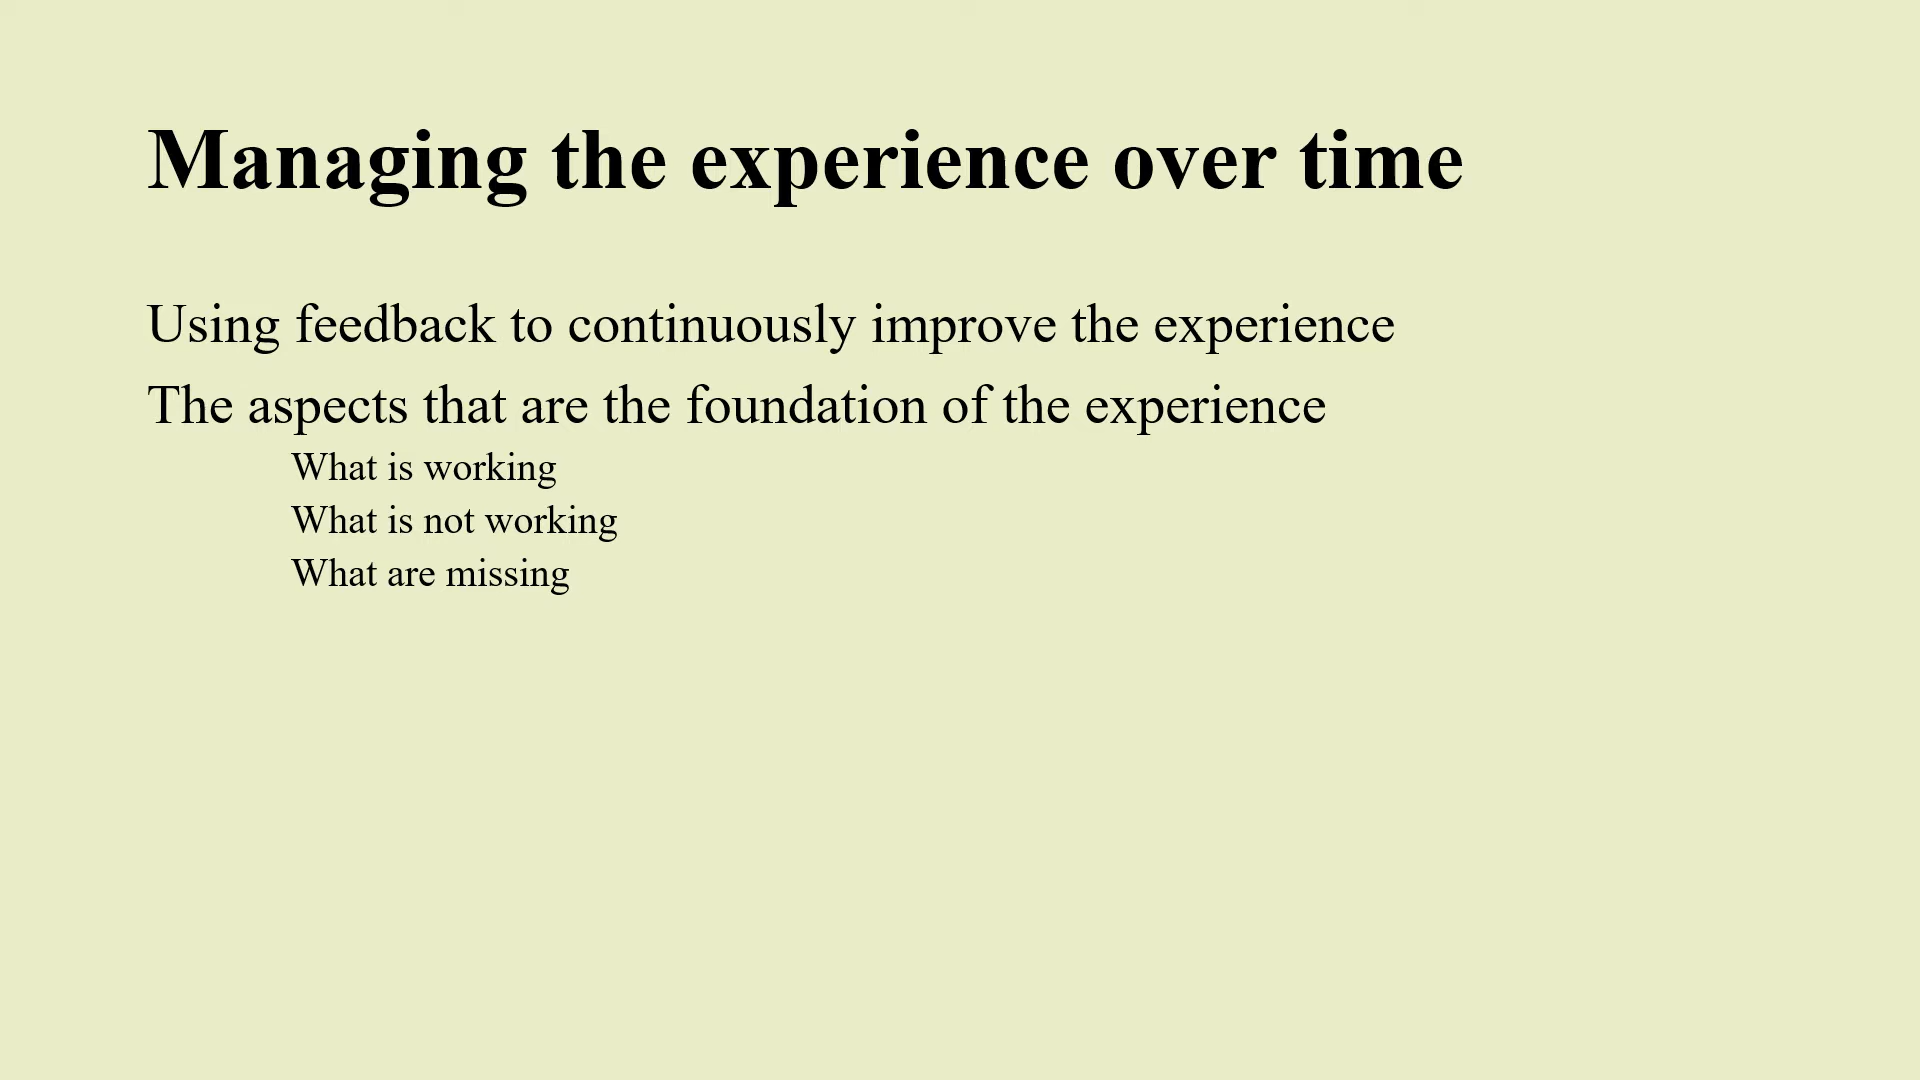 Managing the experience over time
Using feedback to continuously improve the experience
The aspects that are the foundation of the experience
What is working
What is not working
What are missing